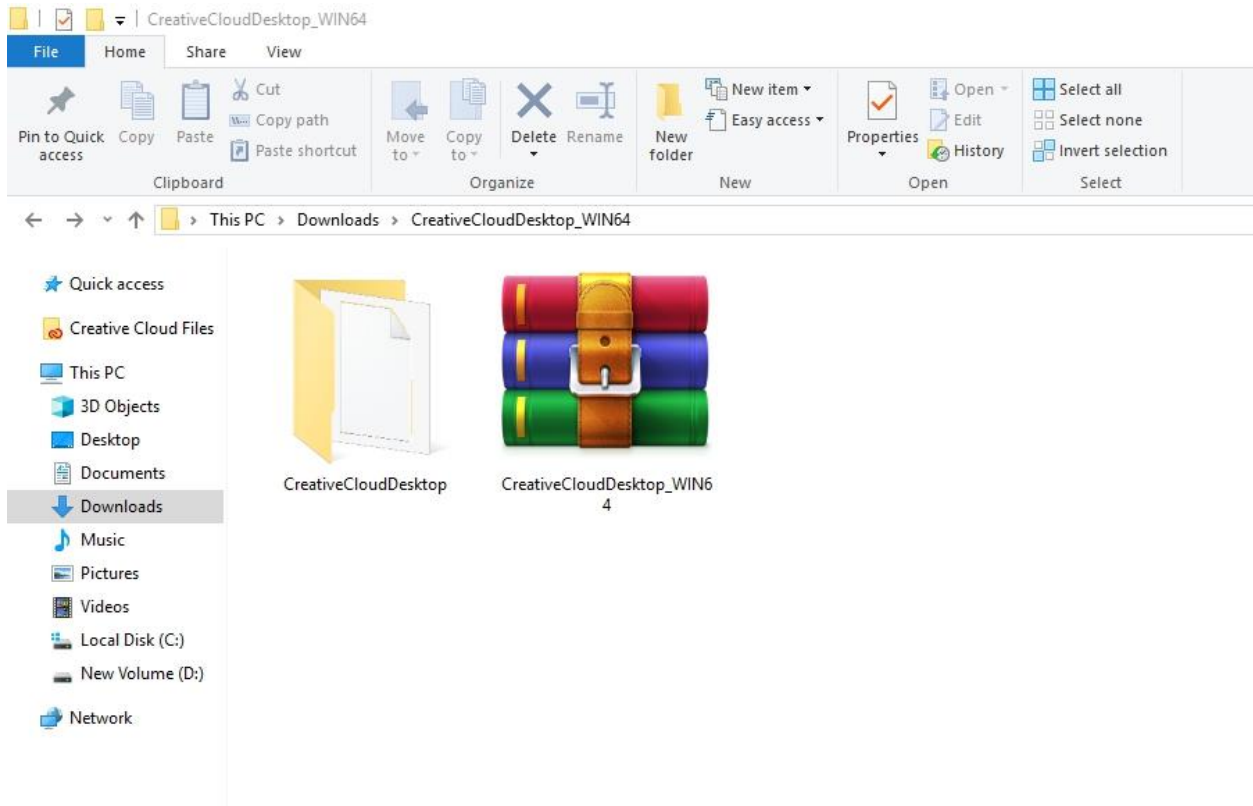 CreativeCloudDesktop_WIN64
File Home Share View
Pin to Quick
access
Copy
Paste
Cut
Copy path
Paste shortcut
Clipboard
Move
to
Copy
to
Delete
Rename
Organize
New
folder
New item
Easy access
New
Properties
Open
Edit
History
Open
Select all
Select none
Invert selection
Select
This PC > Downloads > CreativeCloudDesktop_WIN64
Quick access
Creative Cloud Files
This PC
3D Objects
Desktop
Documents
Downloads
Music
Pictures
Videos
Local Disk (C:)
New Volume (D:)
Network
CreativeCloudDesktop
CreativeCloudDesktop_WIN6
4